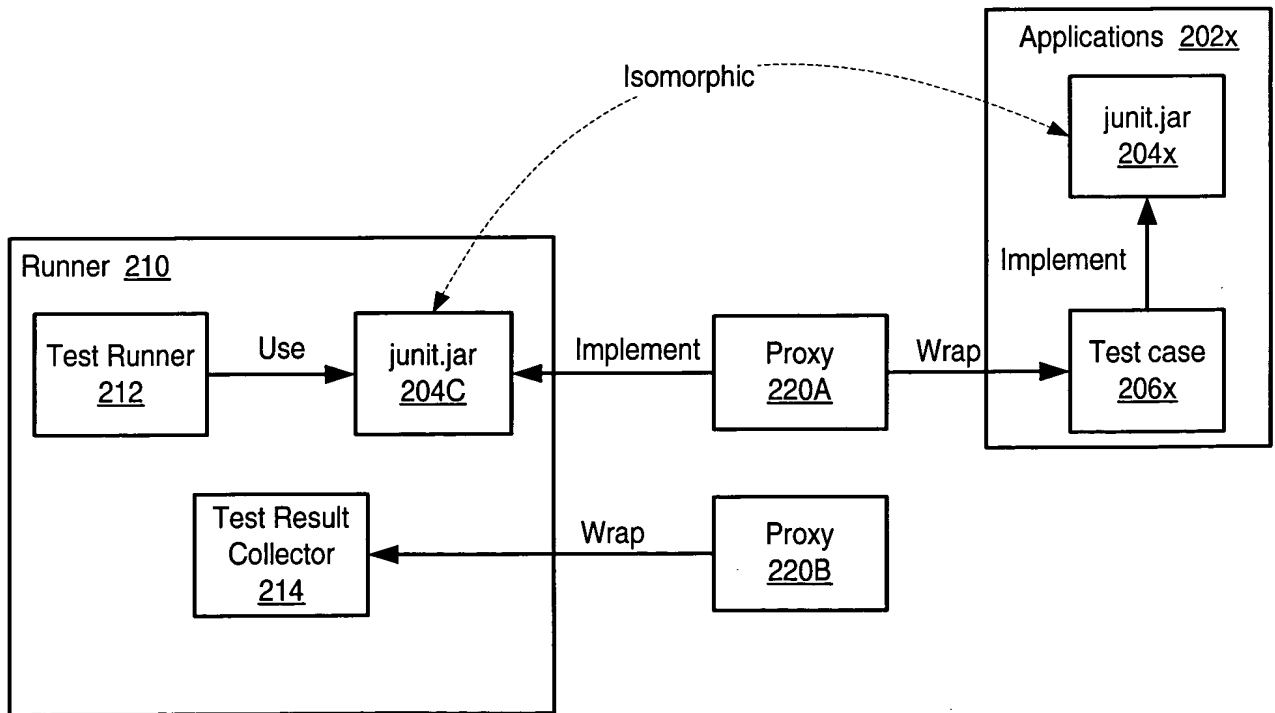 Applications 202x
Isomorphic
junit.jar
204x
Implement
Runner 210
Test Runner
212
Use
junit.jar
204C
Implement
Proxy
220A
Wrap
Test case
206x
Test Result
Collector
214
Wrap
Proxy
220B